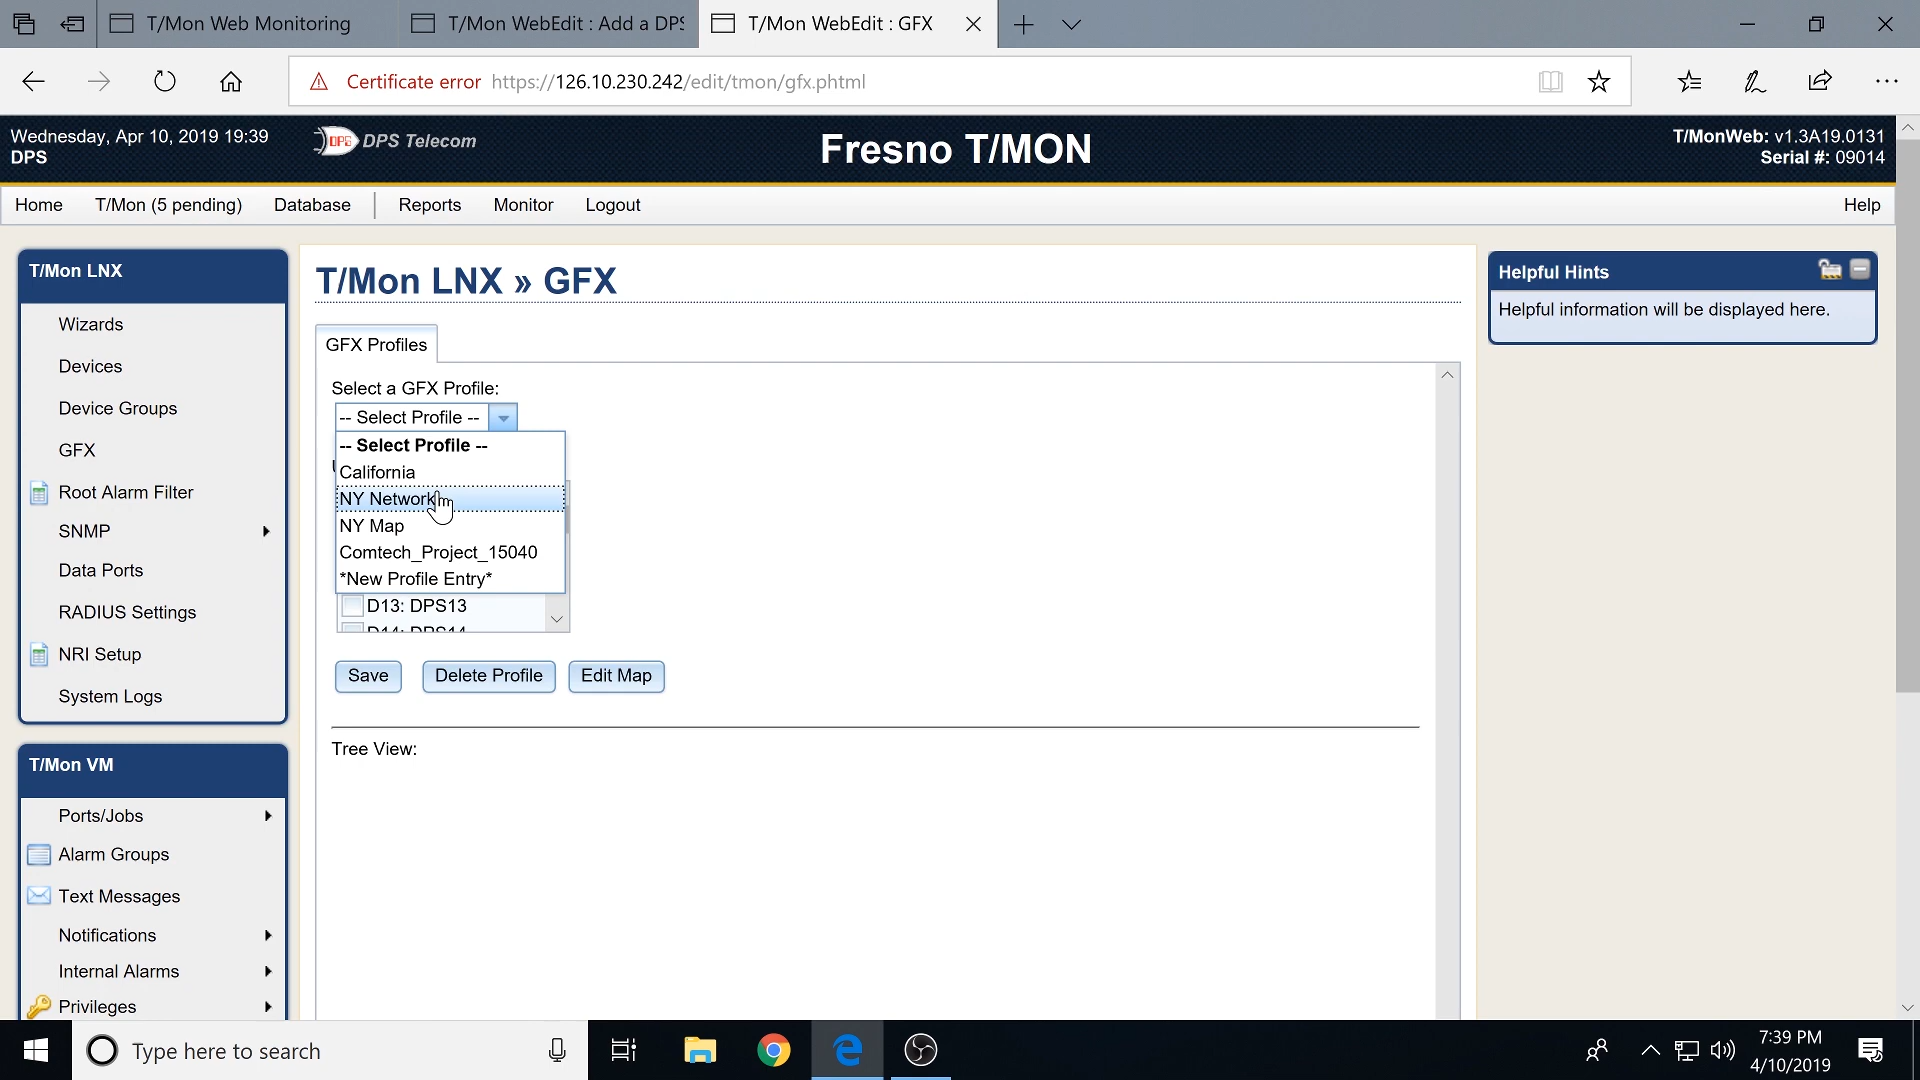 T/Mon Web Monitoring
T/Mon WebEdit : Add a DPS
T/Mon WebEdit : GFX
Certificate error https://126.10.230.242/edit/tmon/gfx.phtml
Wednesday, Apr 10, 2019 19:39
DPS
DPS DPS Telecom
Fresno T/MON
T/MonWeb: v1.3A19.0131
Serial #: 09014
Home T/Mon (5 pending) Database Reports Monitor Logout Help
T/Mon LNX
Wizards
Devices
Device Groups
GFX
Root Alarm Filter
SNMP
Data Ports
RADIUS Settings
NRI Setup
System Logs
T/Mon VM
Ports/Jobs
Alarm Groups
Text Messages
Notifications
Internal Alarms
Privileges
T/Mon LNX » GFX
GFX Profiles
Select a GFX Profile:
-- Select Profile --
-- Select Profile --
California
NY Network
NY Map
Comtech_Project_15040
*New Profile Entry*
D13: DPS13
D14: DPS14
Save Delete Profile Edit Map
Tree View:
Helpful Hints
Helpful information will be displayed here.
Type here to search
7:39 PM
4/10/2019